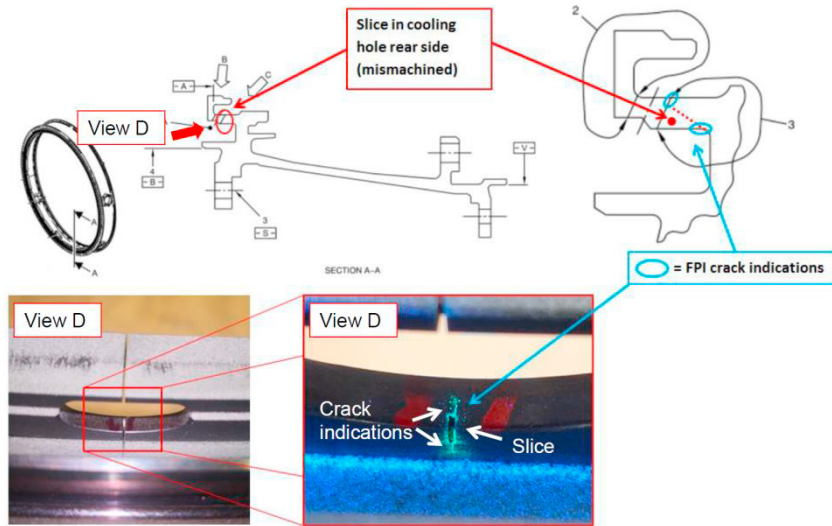 Slice in cooling
hole rear side
(mismachined)
2
B
A
C
View D
3
4
B
V
3
S
A
A
SECTION A-A
= FPI crack indications
View D
View D
Crack
indications
Slice